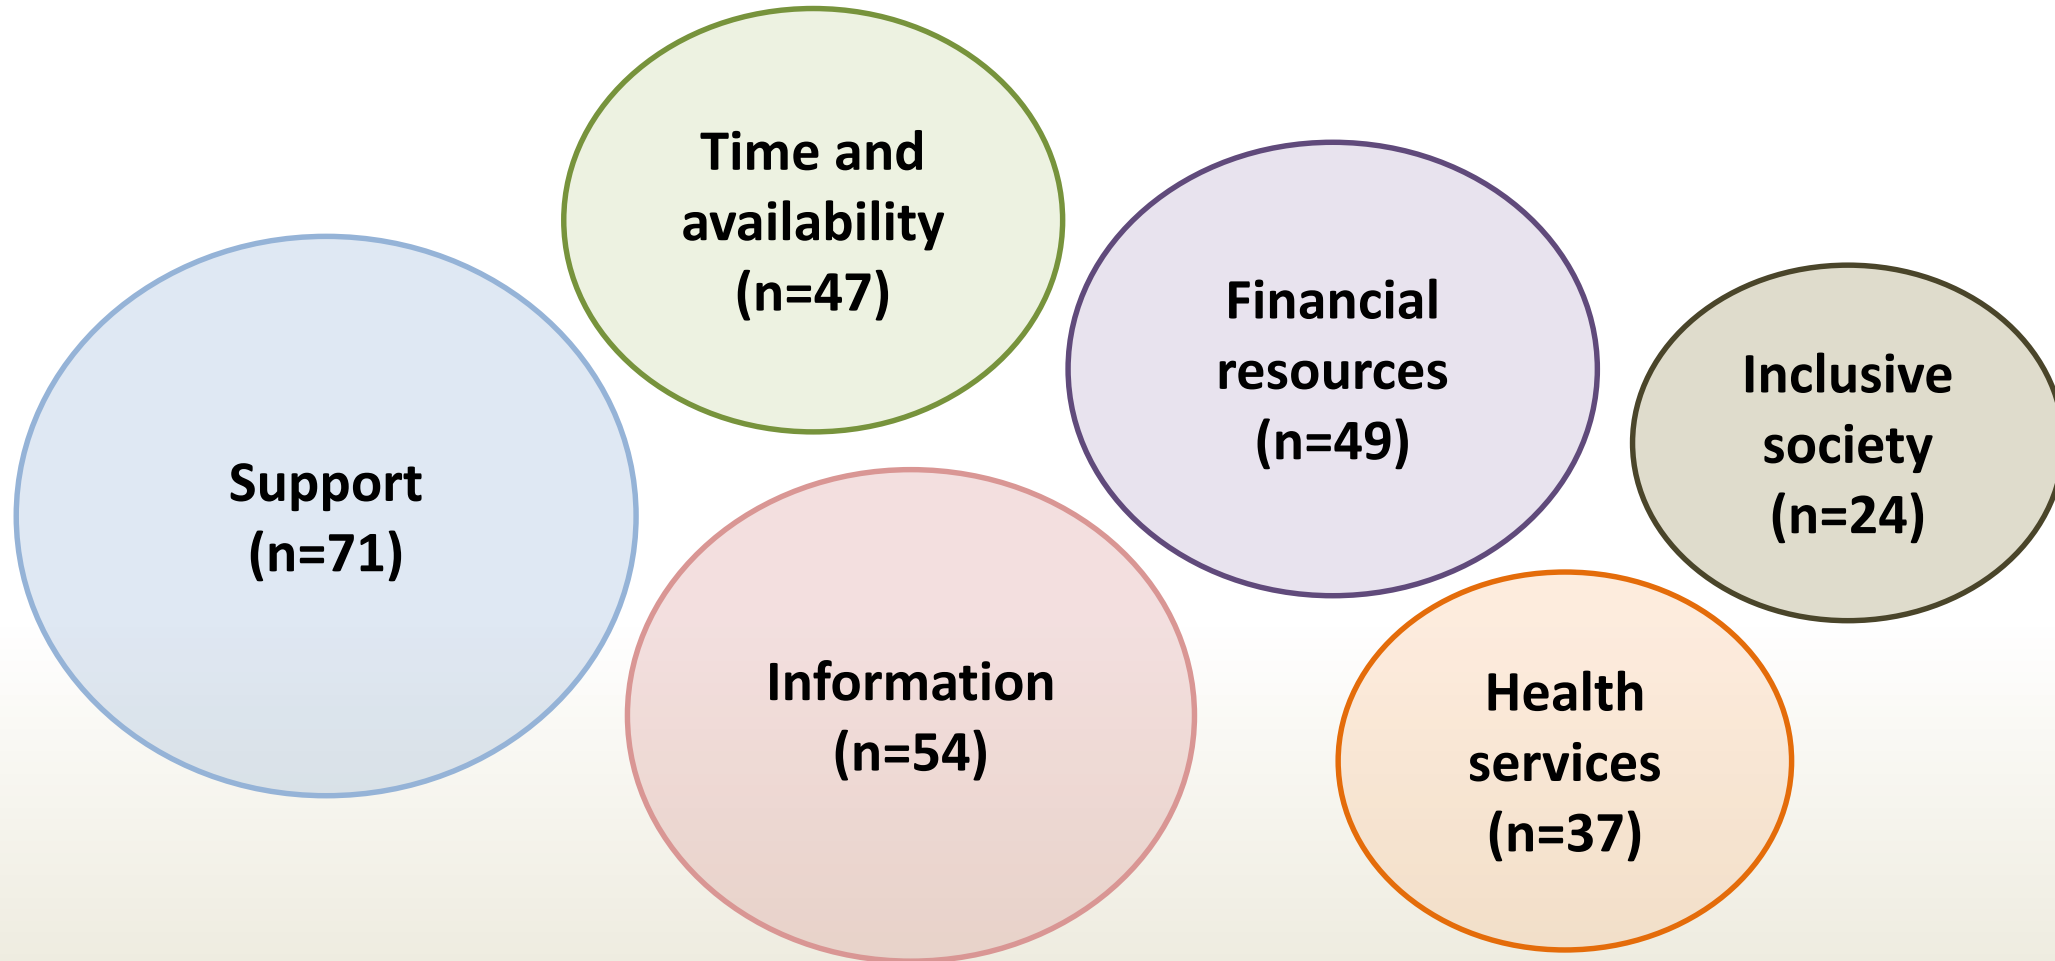 Time and
availability
(n=47)
Financial
resources
(n=49)
Inclusive
society
(n=24)
Support
(n=71)
Information
(n=54)
Health
services
(n=37)